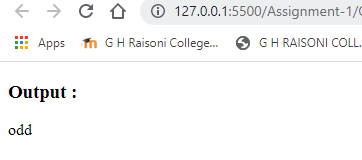 127.0.0.1:5500/Assignment-1/
Apps G H Raisoni College... G H RAISONI COLL
Output :
odd